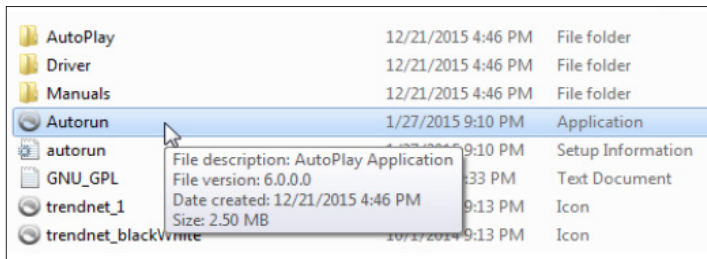 AutoPlay 12/21/2015 4:46 PM File folder
Driver 12/21/2015 4:46 PM File folder
Manuals 12/21/2015 4:46 PM File folder
Autorun 1/27/2015 9:10 PM Application
autorun 9:10 PM Setup Information
File description: AutoPlay Application
GNU_GPL :33 PM Text Document
File version: 6.0.0.0
Date created: 12/21/2015 4:46 PM
trendnet_1 9:13 PM Icon
Size: 2.50 MB
trendnet_blackWhite 10/1/2014 9:13 PM Icon